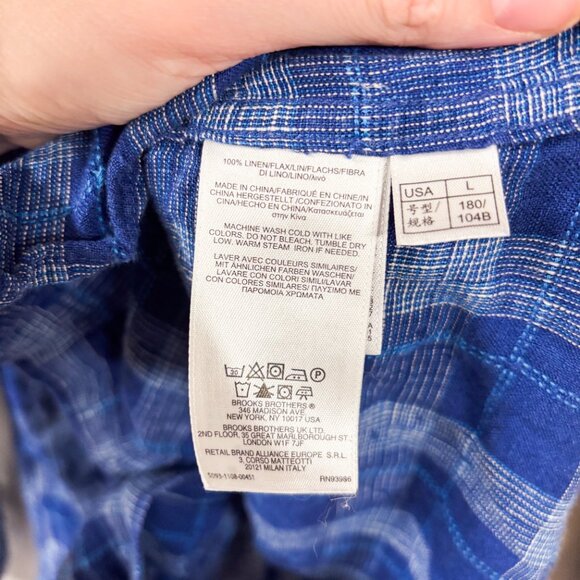 100% LINEN/FLAX/LIN/FLACHS/FIBRA
DI LINO/LINO/λινό
MADE IN CHINA/FABRIQUÉ EN CHINE/IN
CHINA HERGESTELLT /CONFEZIONATO IN
CINA/HECHO EN CHINA/Κατασκευάζεται
στην Κίνα
MACHINE WASH COLD WITH LIKE
COLORS. DO NOT BLEACH. TUMBLE DRY
LOW. WARM STEAM IRON IF NEEDED.
LAVER AVEC COULEURS SIMILAIRES/
MIT ÄHNLICHEN FARBEN WASCHEN/
LAVARE CON COLORI SIMILARI/LAVAR
CON COLORES SIMILARES/ ΠΛΥΣΙΜΟ ΜΕ
ΠΑΡΟΜΟΙΑ ΧΡΩΜΑΤΑ
30
P
BROOKS BROTHERS ®
346 MADISON AVE.
NEW YORK, NY 10017 USA
BROOKS BROTHERS UK LTD.
2ND FLOOR, 35 GREAT MARLBOROUGH ST.
LONDON W1F 7JF
RETAIL BRAND ALLIANCE EUROPE S.R.L.
3, CORSO MATTEOTTI
20121 MILAN ITALY
RN93986
USA L
号型/ 180/
规格 104B